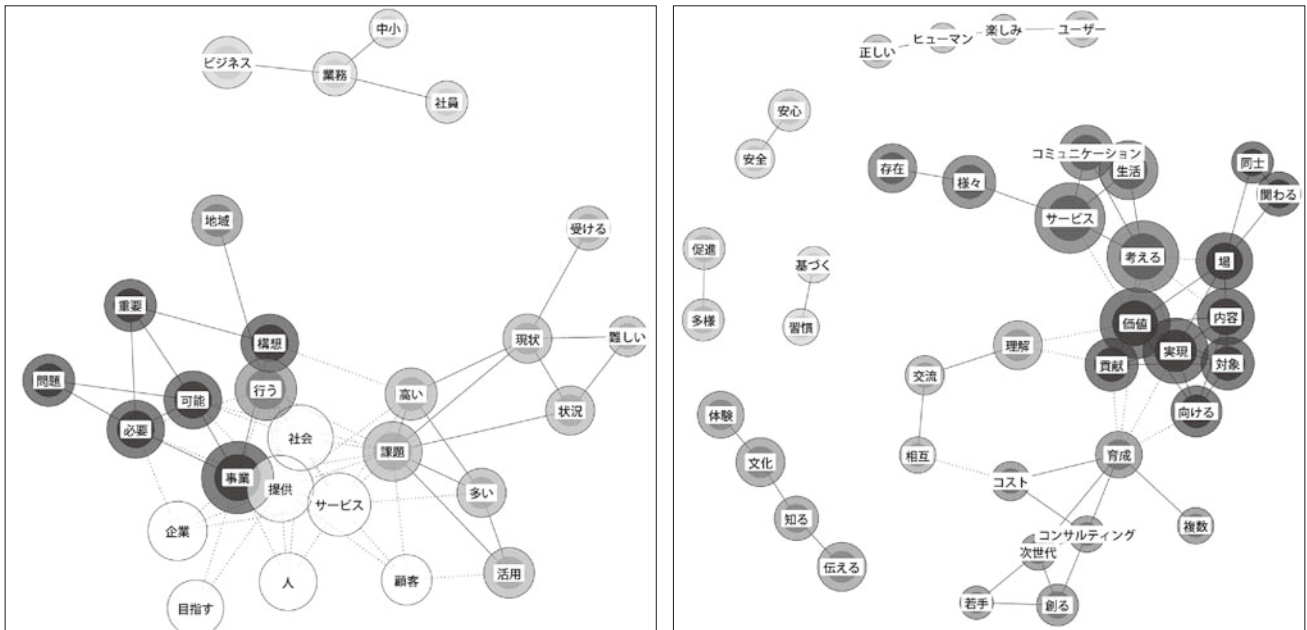 中小
ビジネス
業務
社員
地域
受ける
重要
構想
現状
難しい
問題
可能
行う
高い
状況
必要
社会
課題
事業
提供
サービス
多い
企業
人
顧客
活用
目指す
正しい
ヒューマン
楽しみ
ユーザー
安心
安全
コミュニケーション
生活
同士
関わる
存在
様々
サービス
促進
基づく
考える
場
多様
習慣
価値
内容
理解
実現
貢献
対象
交流
向ける
体験
文化
相互
育成
コスト
知る
コンサルティング
複数
次世代
伝える
若手
創る